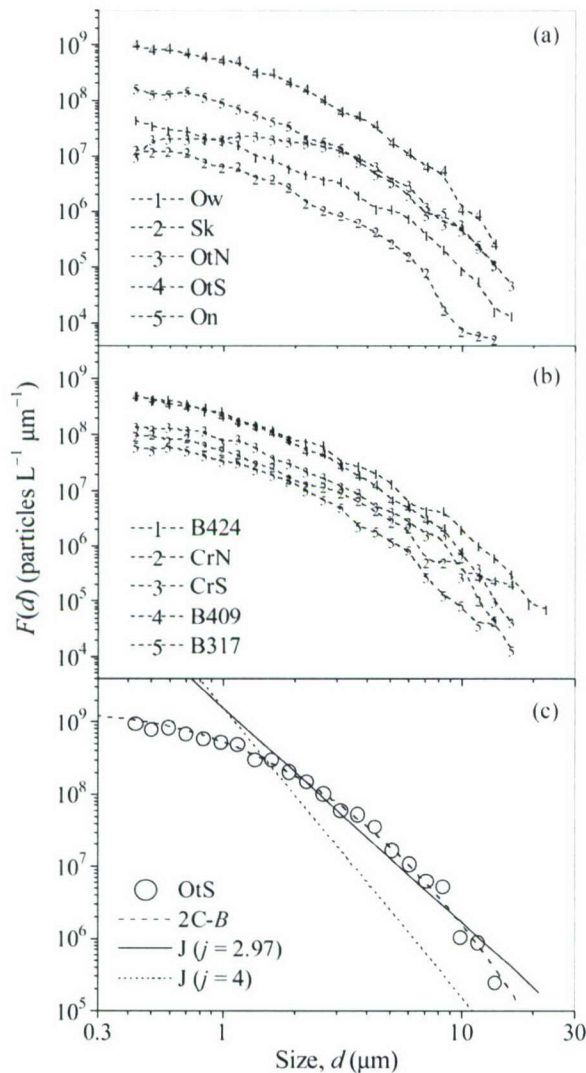 (a)
10⁹
10⁸
10⁷
10⁶
10⁵
10⁴
1 Ow
2 Sk
3 OtN
4 OtS
5 On
(b)
10⁹
10⁸
10⁷
10⁶
10⁵
10⁴
1 B424
2 CrN
3 CrS
4 B409
5 B317
F(d) (particles L⁻¹ μm⁻¹)
(c)
10⁹
10⁸
10⁷
10⁶
10⁵
OtS
2C-B
J (j = 2.97)
J (j = 4)
0.3 1 10 30
Size, d (μm)